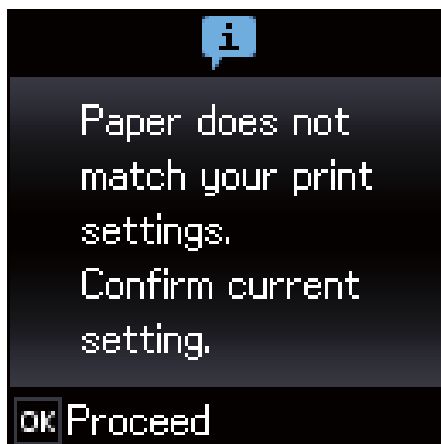 i
Paper does not
match your print
settings.
Confirm current
setting.
OK Proceed